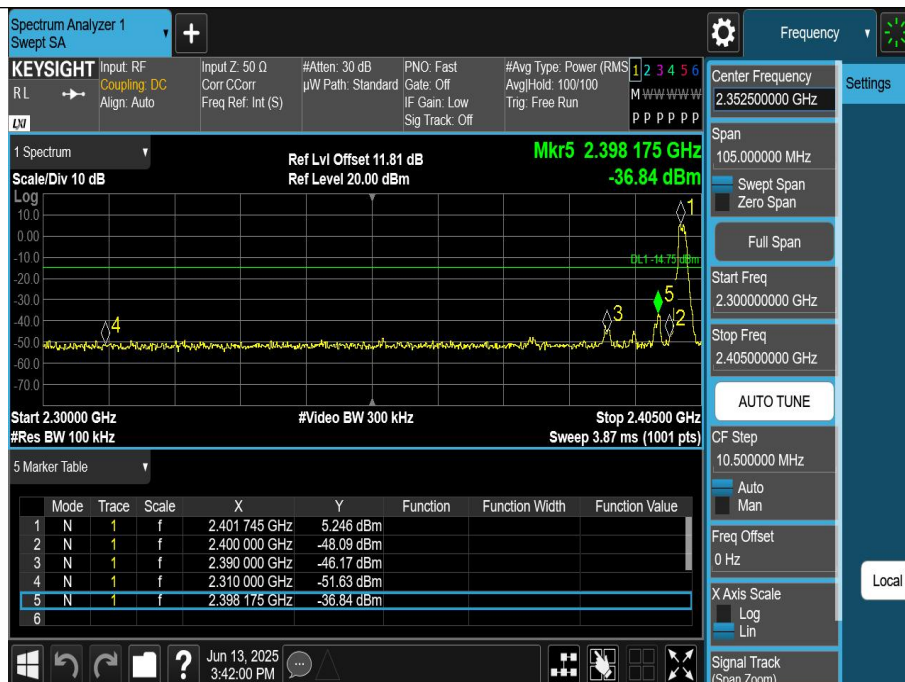 Spectrum Analyzer 1
Swept SA
Frequency
KEYSIGHT
RL
LXI
Input: RF
Coupling: DC
Align: Auto
Input Z: 50 Ω
Corr CCorr
Freq Ref: Int (S)
#Atten: 30 dB
µW Path: Standard
PNO: Fast
Gate: Off
IF Gain: Low
Sig Track: Off
#Avg Type: Power (RMS
Avg|Hold: 100/100
Trig: Free Run
1 2 3 4 5 6
M W W W W W
P P P P P P
Center Frequency
2.352500000 GHz
Settings
Span
105.000000 MHz
Swept Span
Zero Span
Full Span
Start Freq
2.300000000 GHz
Stop Freq
2.405000000 GHz
AUTO TUNE
CF Step
10.500000 MHz
Auto
Man
Freq Offset
0 Hz
X Axis Scale
Log
Lin
Signal Track
(Span Zoom)
Local
1 Spectrum
Scale/Div 10 dB
Ref Lvl Offset 11.81 dB
Ref Level 20.00 dBm
Mkr5 2.398 175 GHz
-36.84 dBm
Log
10.0
0.00
-10.0
-20.0
-30.0
-40.0
-50.0
-60.0
-70.0
1
DL1 -14.75 dBm
5
3
2
4
Start 2.30000 GHz
#Video BW 300 kHz
Stop 2.40500 GHz
#Res BW 100 kHz
Sweep 3.87 ms (1001 pts)
5 Marker Table
Mode Trace Scale X Y Function Function Width Function Value
1 N 1 f 2.401 745 GHz 5.246 dBm
2 N 1 f 2.400 000 GHz -48.09 dBm
3 N 1 f 2.390 000 GHz -46.17 dBm
4 N 1 f 2.310 000 GHz -51.63 dBm
5 N 1 f 2.398 175 GHz -36.84 dBm
6
?
Jun 13, 2025
3:42:00 PM